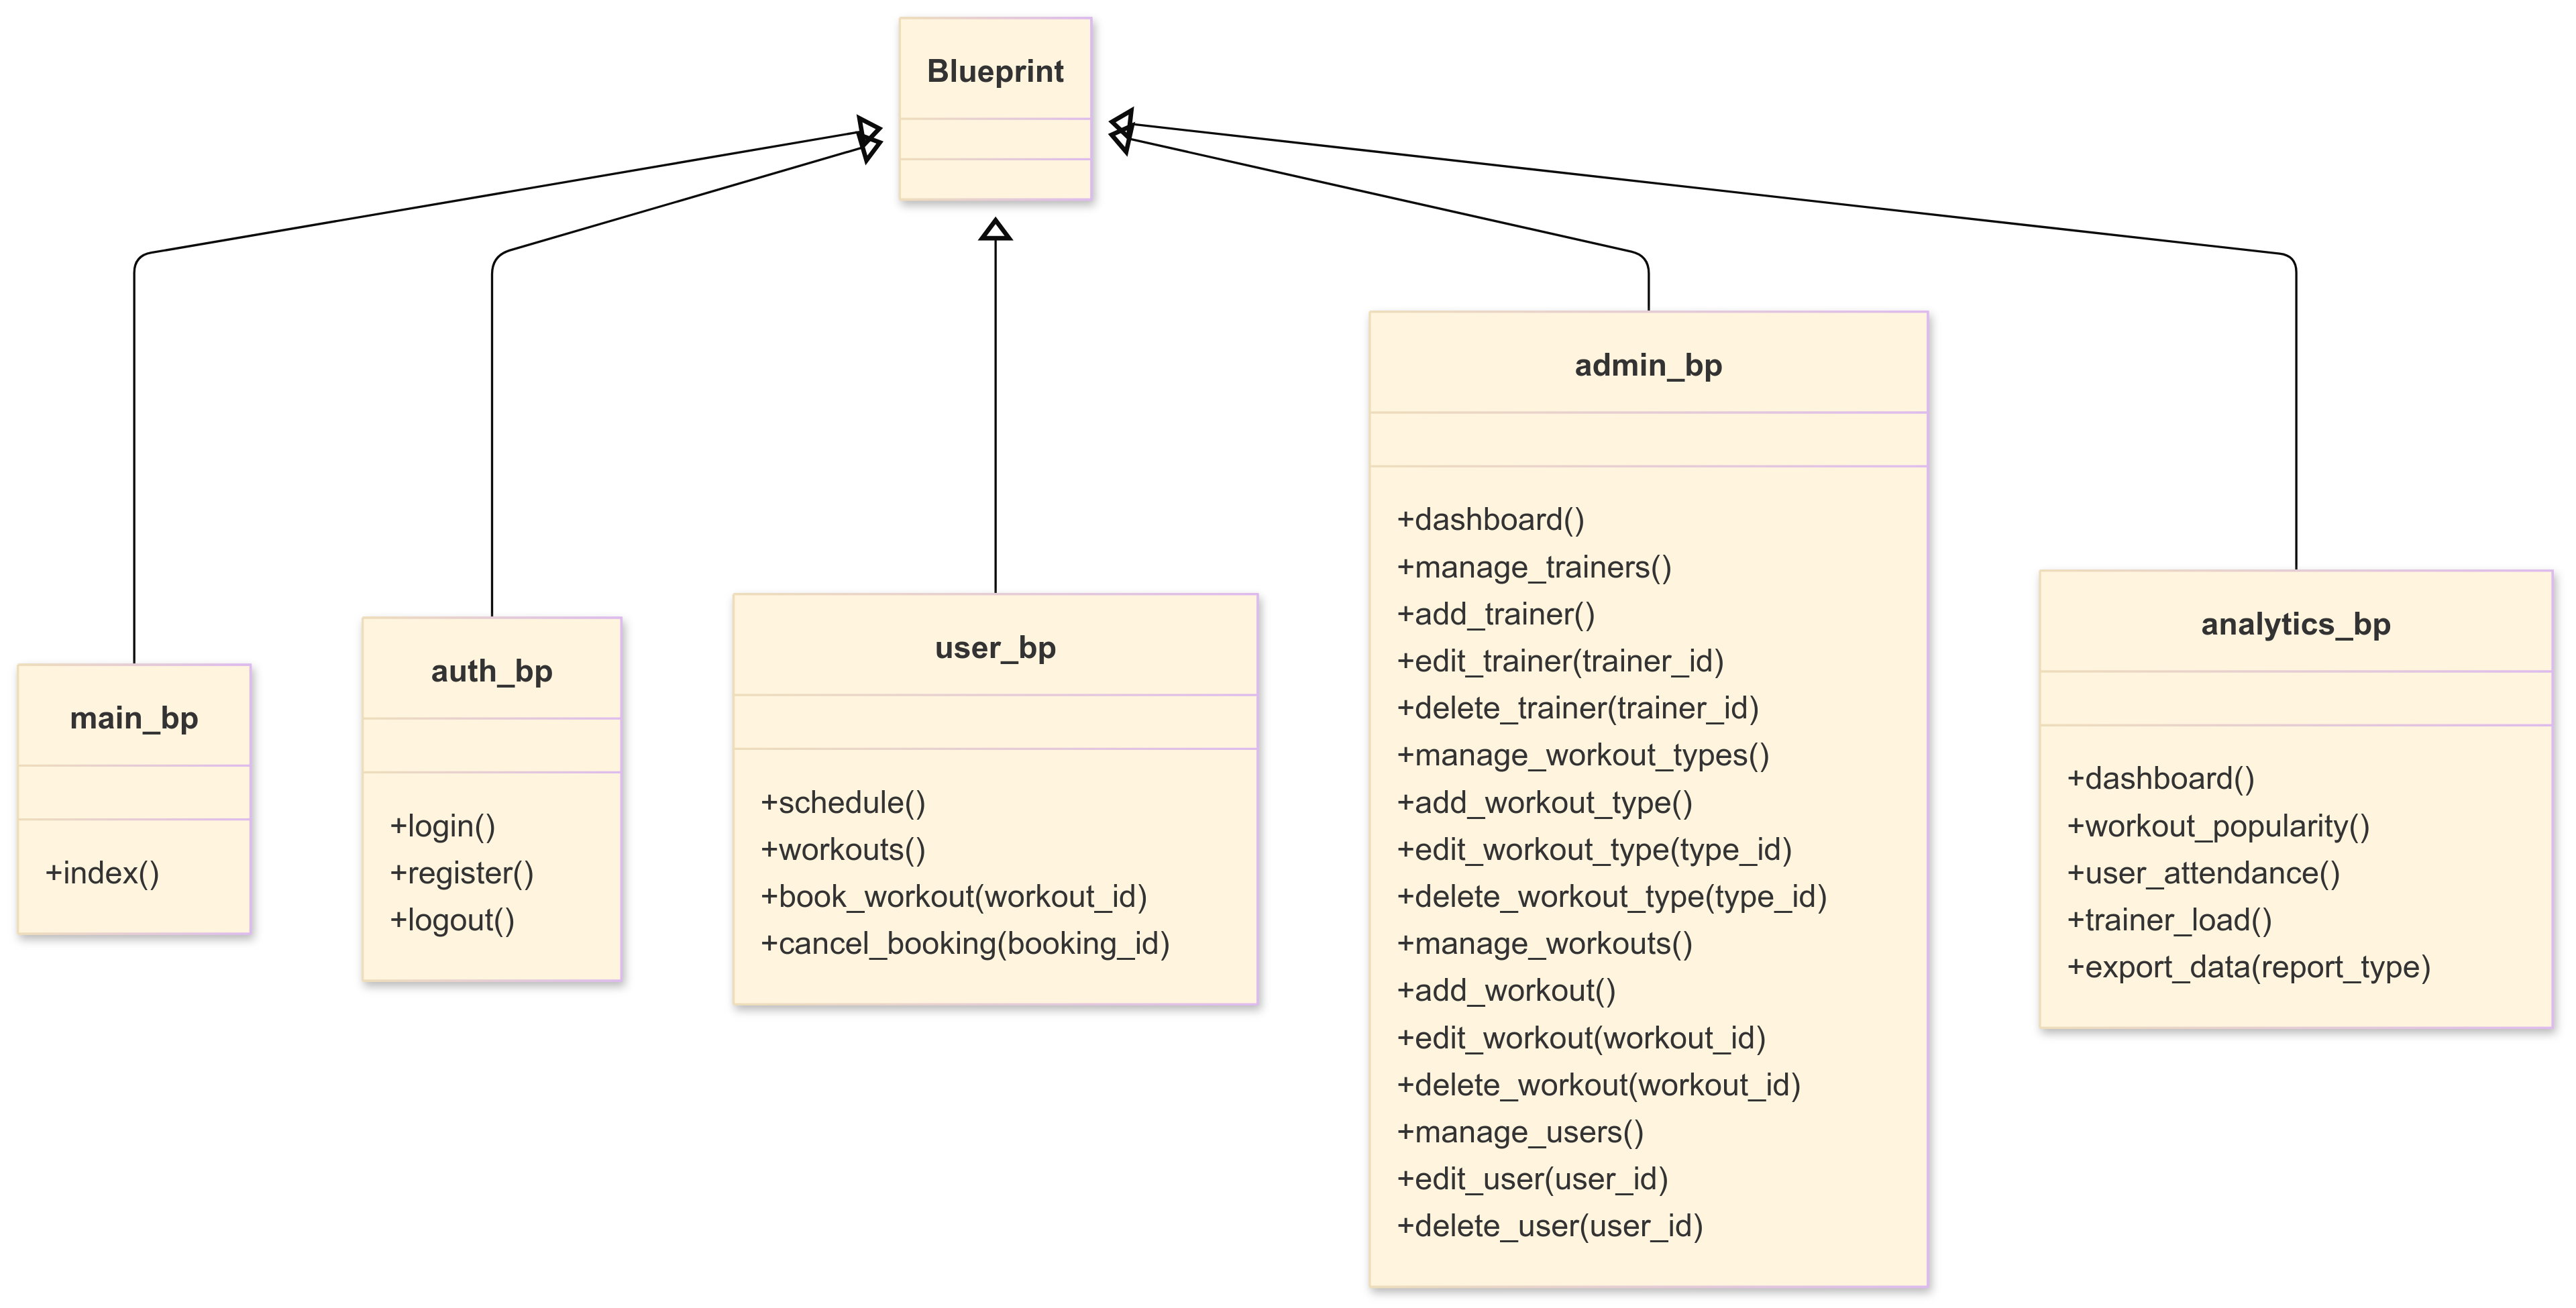 Blueprint
main_bp
+index()
auth_bp
+login()
+register()
+logout()
user_bp
+schedule()
+workouts()
+book_workout(workout_id)
+cancel_booking(booking_id)
admin_bp
+dashboard()
+manage_trainers()
+add_trainer()
+edit_trainer(trainer_id)
+delete_trainer(trainer_id)
+manage_workout_types()
+add_workout_type()
+edit_workout_type(type_id)
+delete_workout_type(type_id)
+manage_workouts()
+add_workout()
+edit_workout(workout_id)
+delete_workout(workout_id)
+manage_users()
+edit_user(user_id)
+delete_user(user_id)
analytics_bp
+dashboard()
+workout_popularity()
+user_attendance()
+trainer_load()
+export_data(report_type)